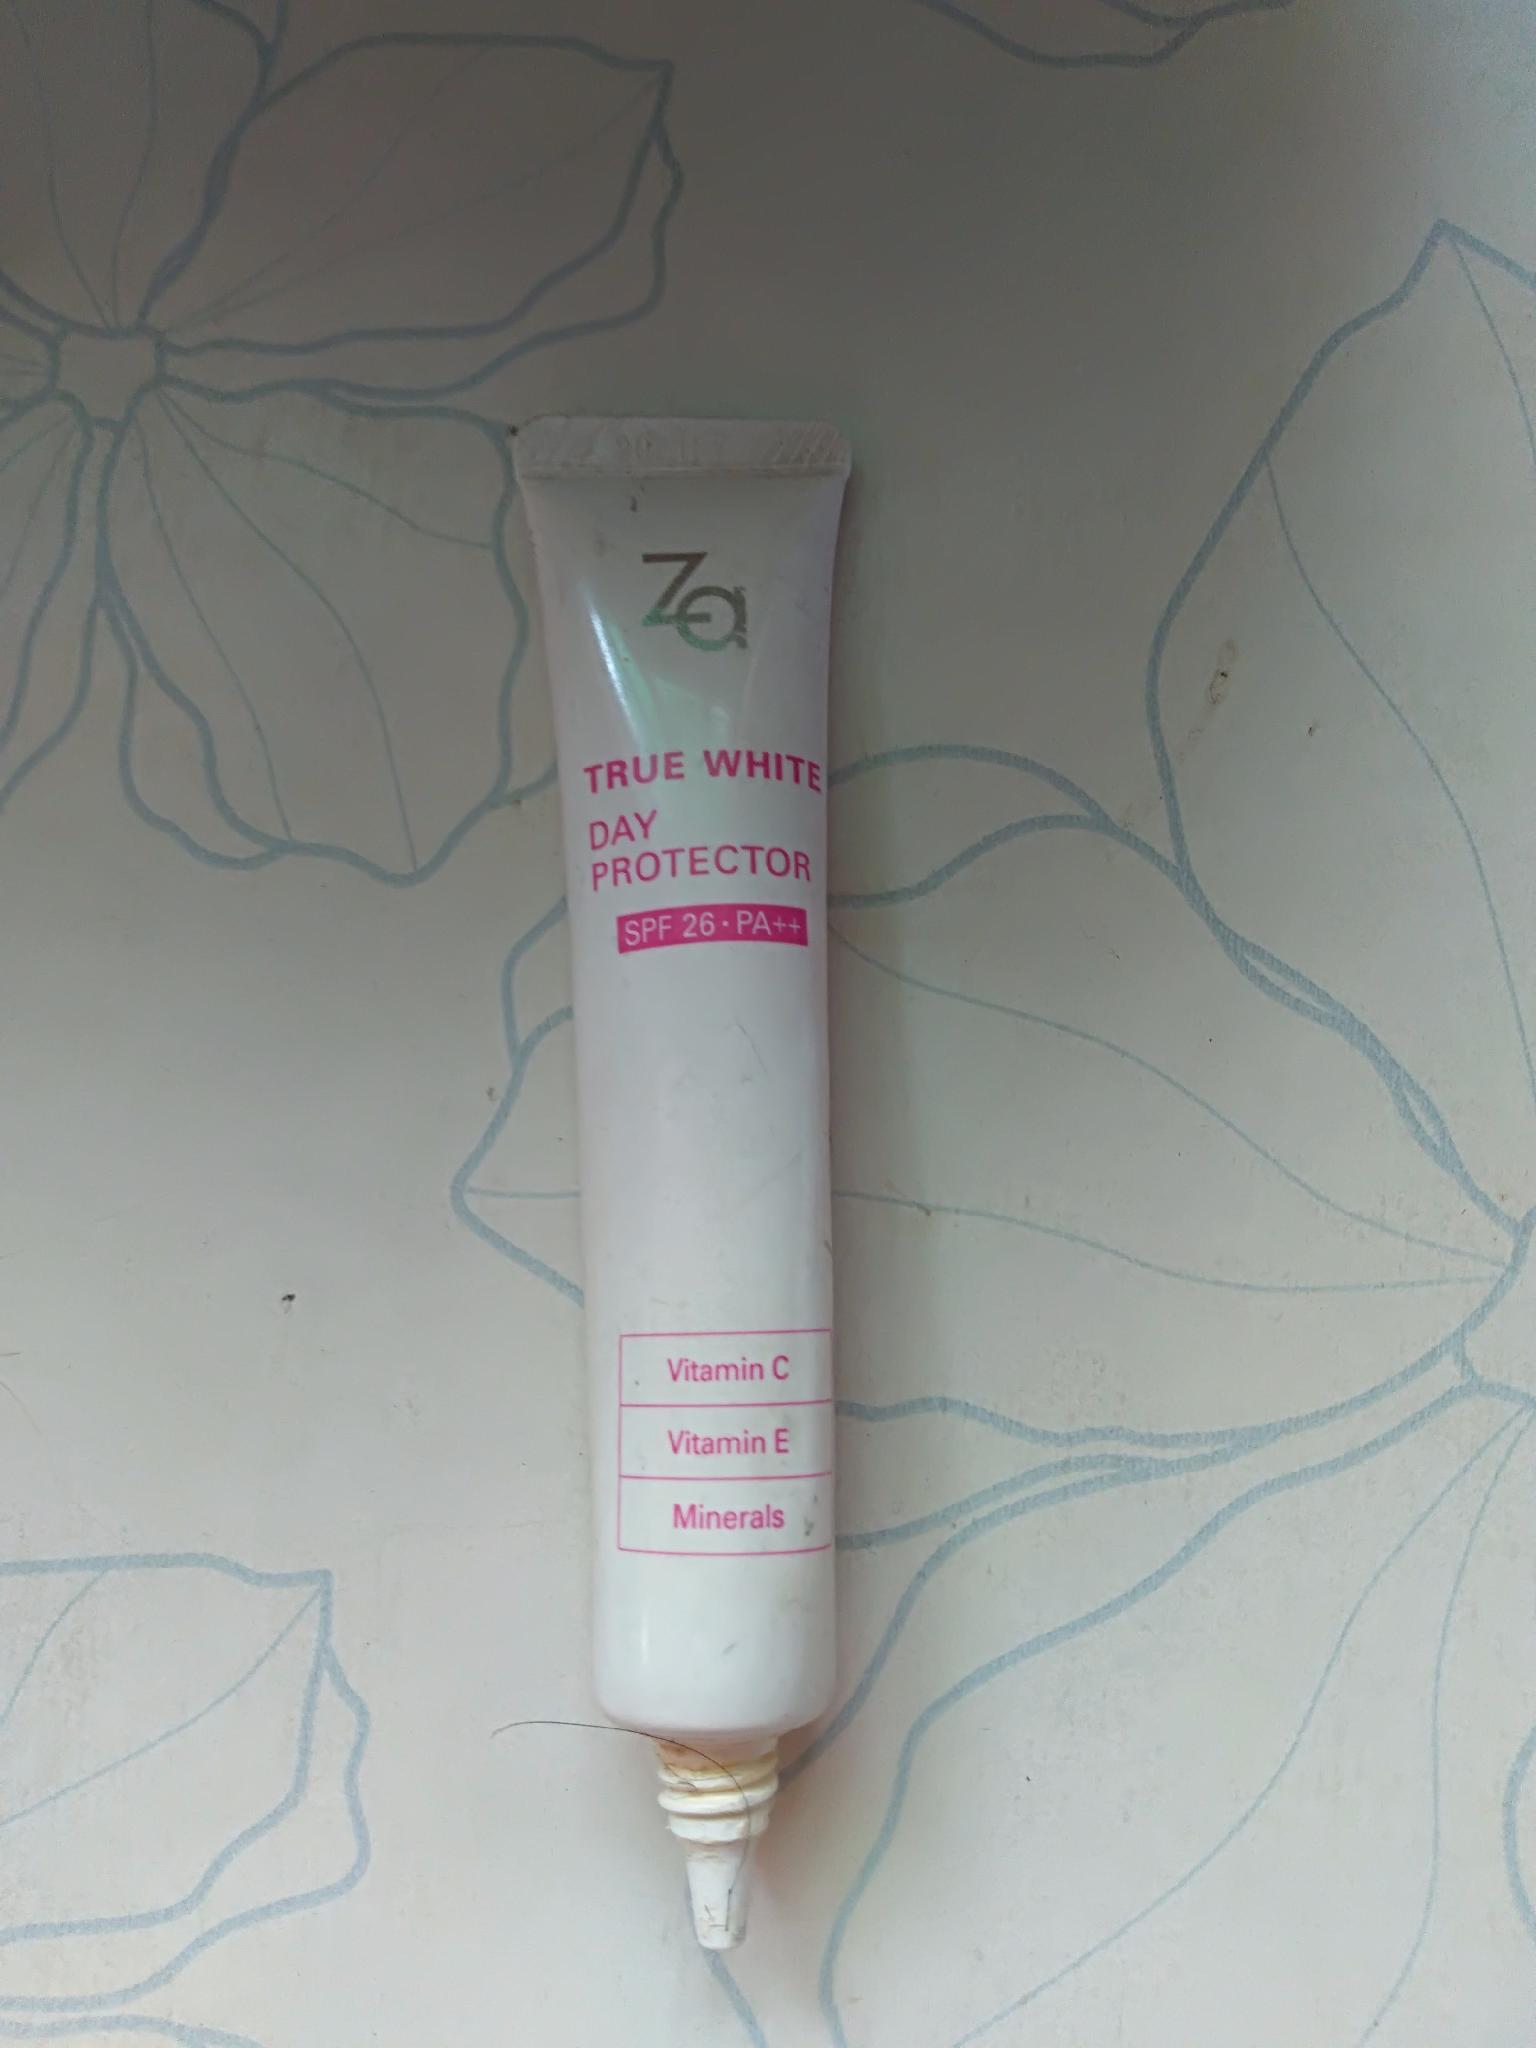 Za
TRUE WHITE
DAY
PROTECTOR
SPF 26 · PA++
Vitamin C
Vitamin E
Minerals